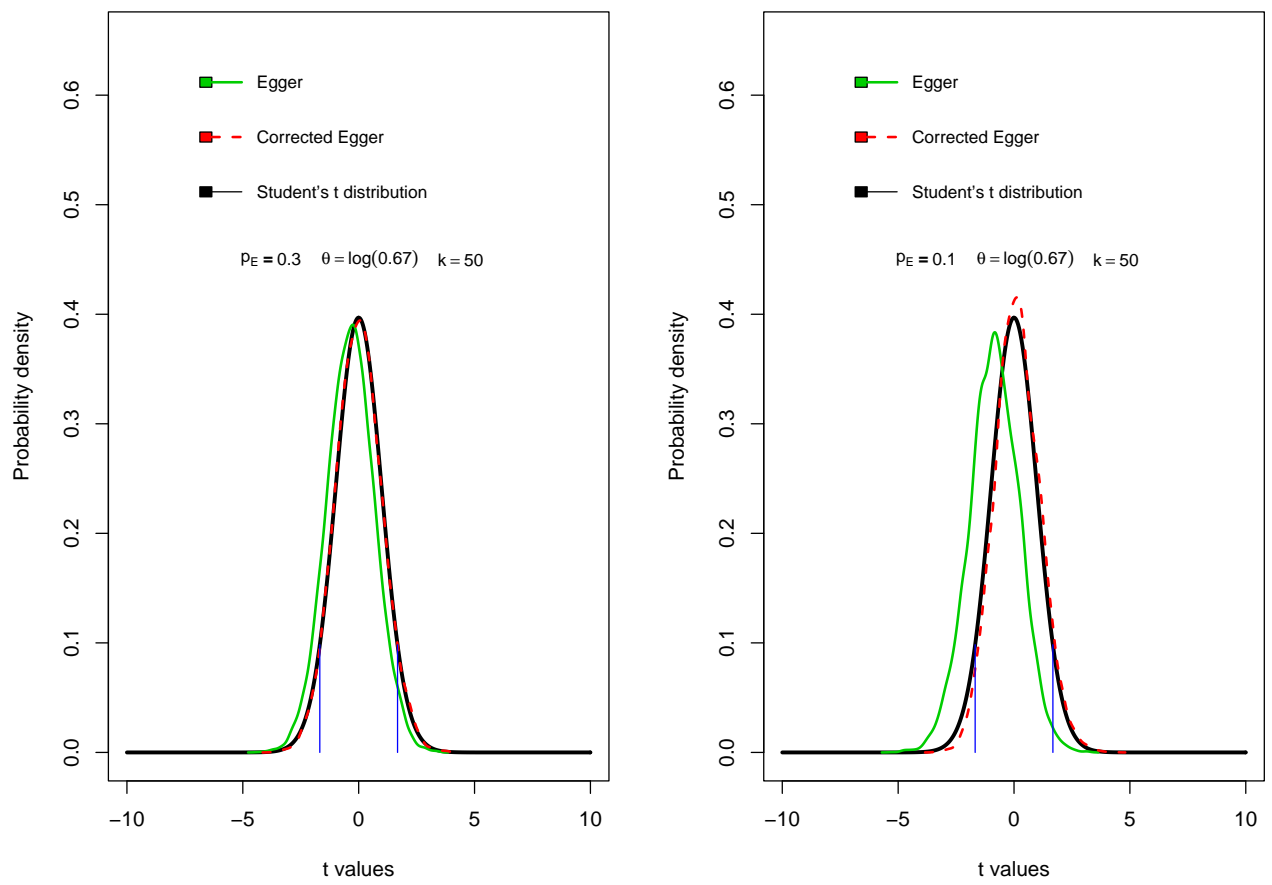 Egger
Corrected Egger
Student's t distribution
pE = 0.3 θ = log(0.67) k = 50
Probability density
0.0
0.1
0.2
0.3
0.4
0.5
0.6
−10
−5
0
5
10
t values
Egger
Corrected Egger
Student's t distribution
pE = 0.1 θ = log(0.67) k = 50
Probability density
0.0
0.1
0.2
0.3
0.4
0.5
0.6
−10
−5
0
5
10
t values